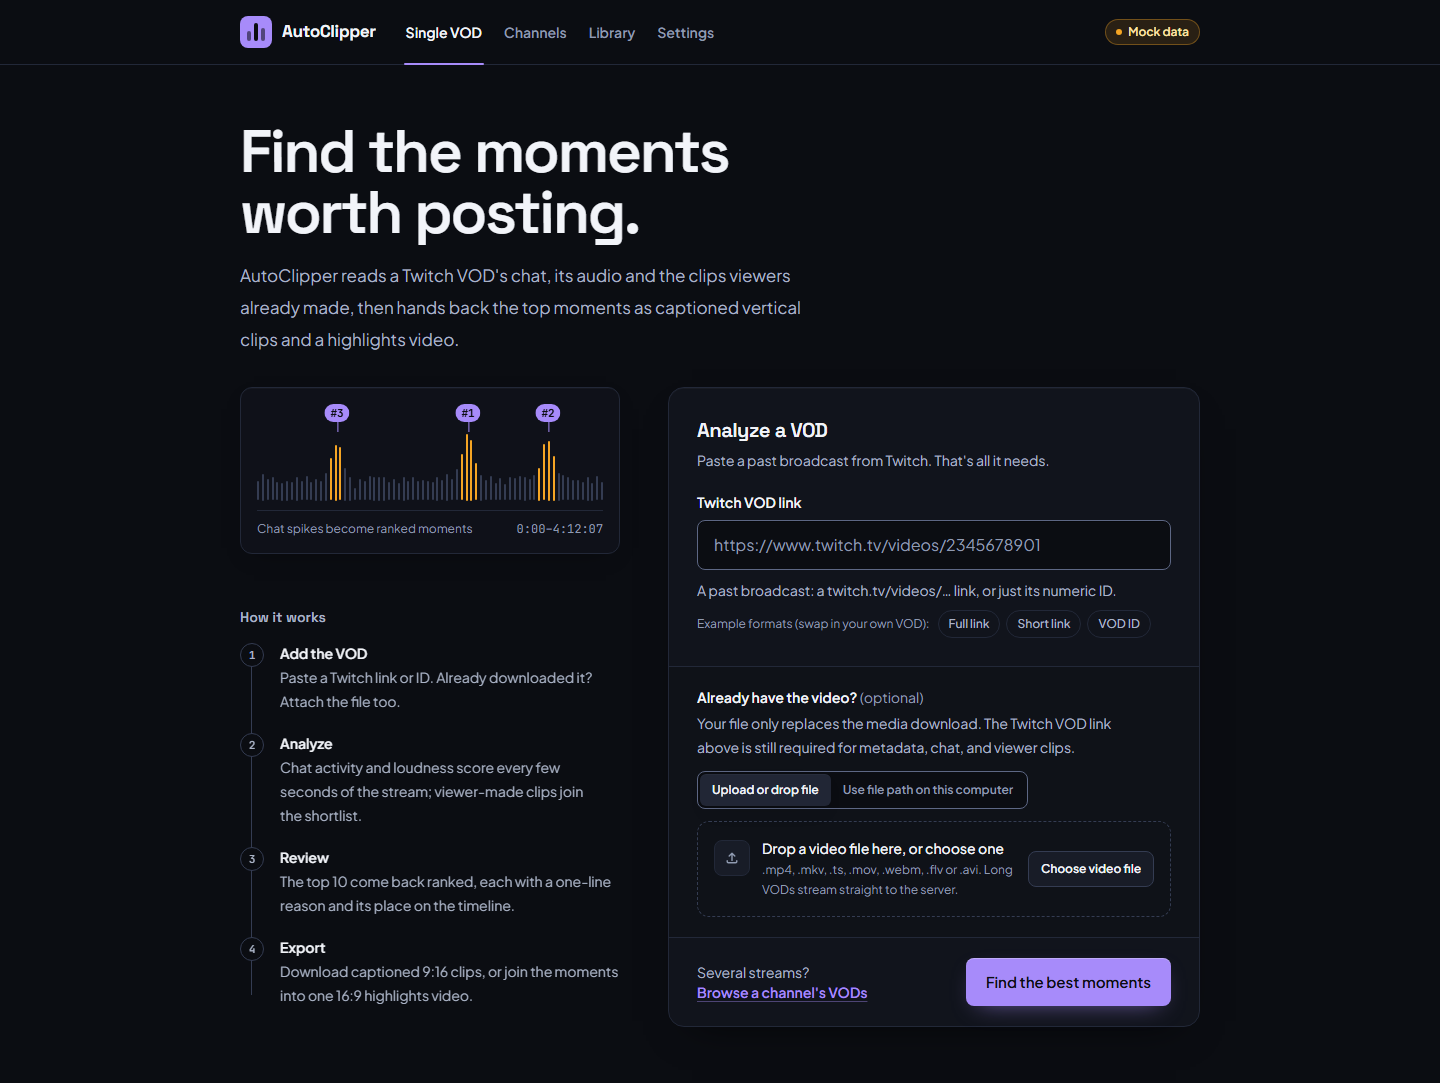 AutoClipper
Single VOD
Channels
Library
Settings
Mock data
Find the moments
worth posting.
AutoClipper reads a Twitch VOD's chat, its audio and the clips viewers
already made, then hands back the top moments as captioned vertical
clips and a highlights video.
#3
#1
#2
Chat spikes become ranked moments
0:00–4:12:07
How it works
1
Add the VOD
Paste a Twitch link or ID. Already downloaded it?
Attach the file too.
2
Analyze
Chat activity and loudness score every few
seconds of the stream; viewer-made clips join
the shortlist.
3
Review
The top 10 come back ranked, each with a one-line
reason and its place on the timeline.
4
Export
Download captioned 9:16 clips, or join the moments
into one 16:9 highlights video.
Analyze a VOD
Paste a past broadcast from Twitch. That's all it needs.
Twitch VOD link
https://www.twitch.tv/videos/2345678901
A past broadcast: a twitch.tv/videos/… link, or just its numeric ID.
Example formats (swap in your own VOD):
Full link
Short link
VOD ID
Already have the video? (optional)
Your file only replaces the media download. The Twitch VOD link
above is still required for metadata, chat, and viewer clips.
Upload or drop file
Use file path on this computer
Drop a video file here, or choose one
.mp4, .mkv, .ts, .mov, .webm, .flv or .avi. Long
VODs stream straight to the server.
Choose video file
Several streams?
Browse a channel's VODs
Find the best moments